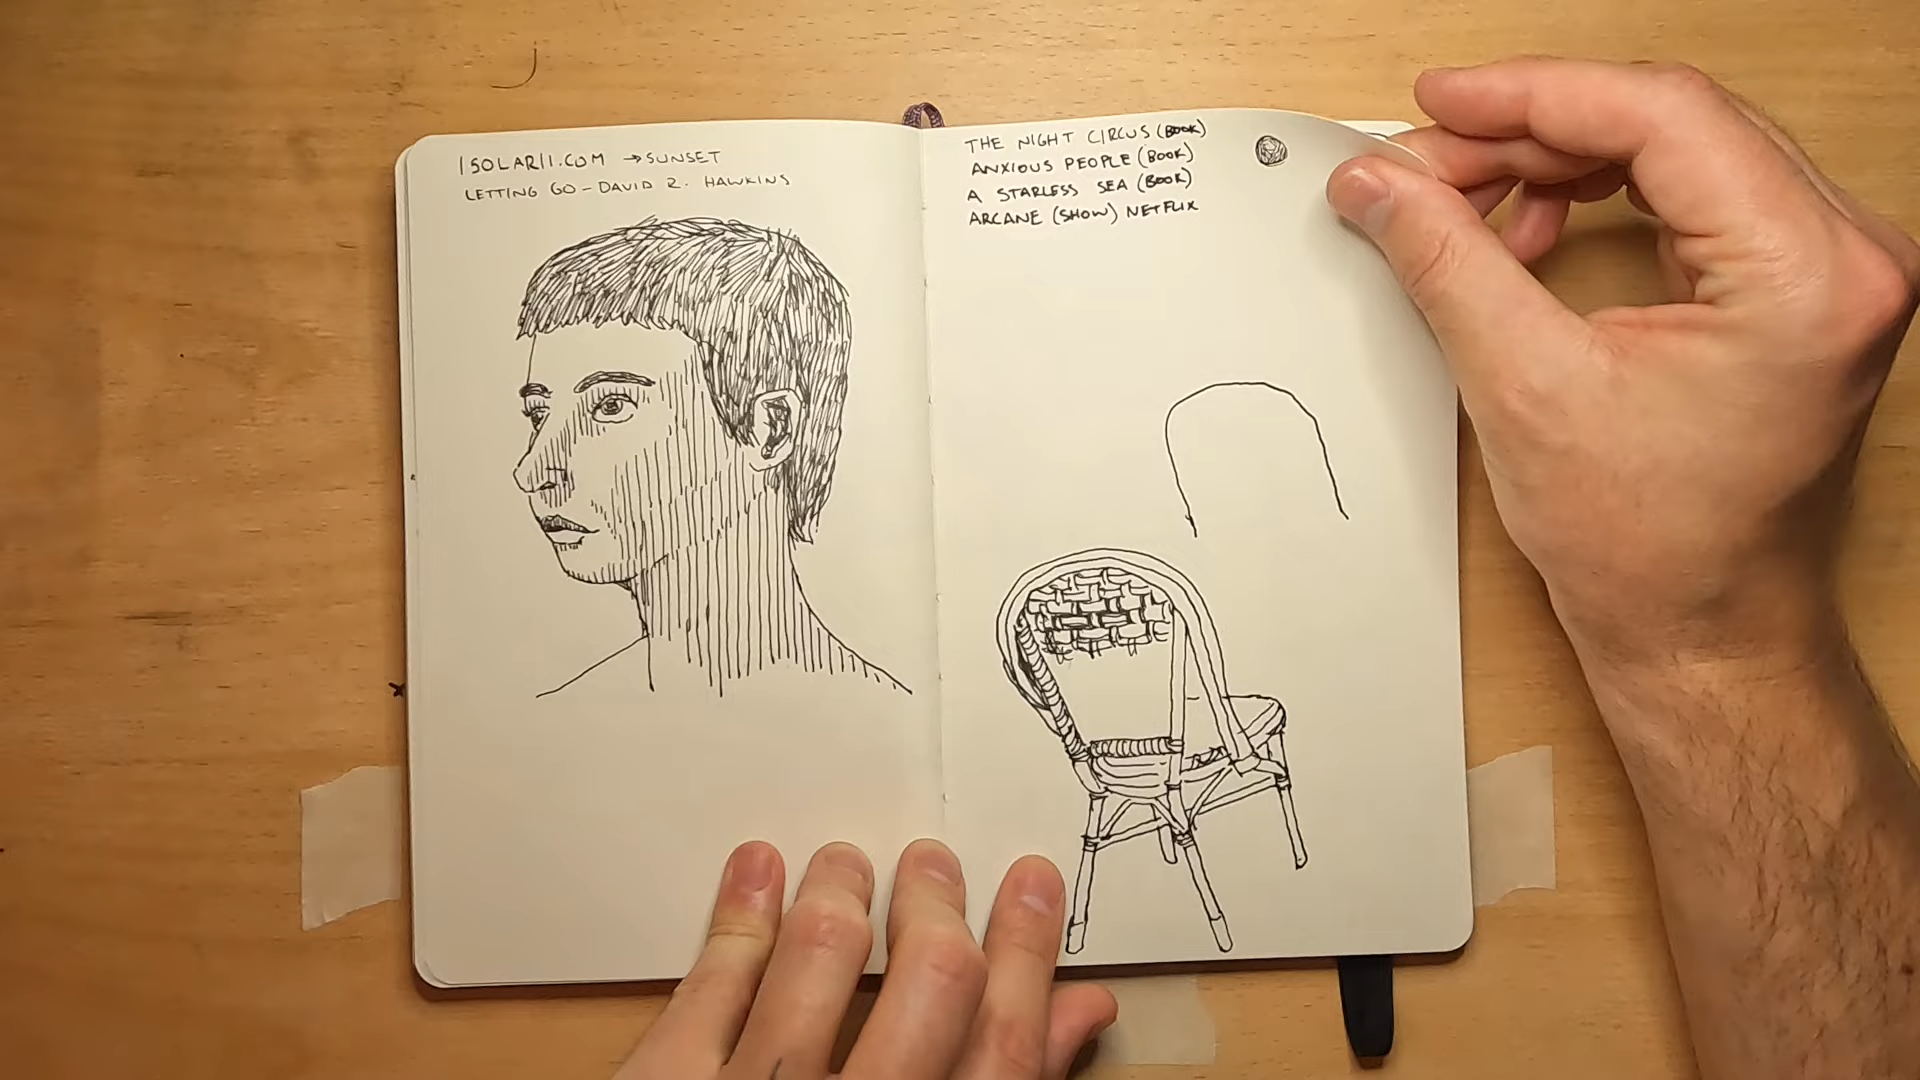 ISOLARII.COM → SUNSET
LETTING GO - DAVID R. HAWKINS
THE NIGHT CIRCUS (BOOK)
ANXIOUS PEOPLE (BOOK)
A STARLESS SEA (BOOK)
ARCANE (SHOW) NETFLIX